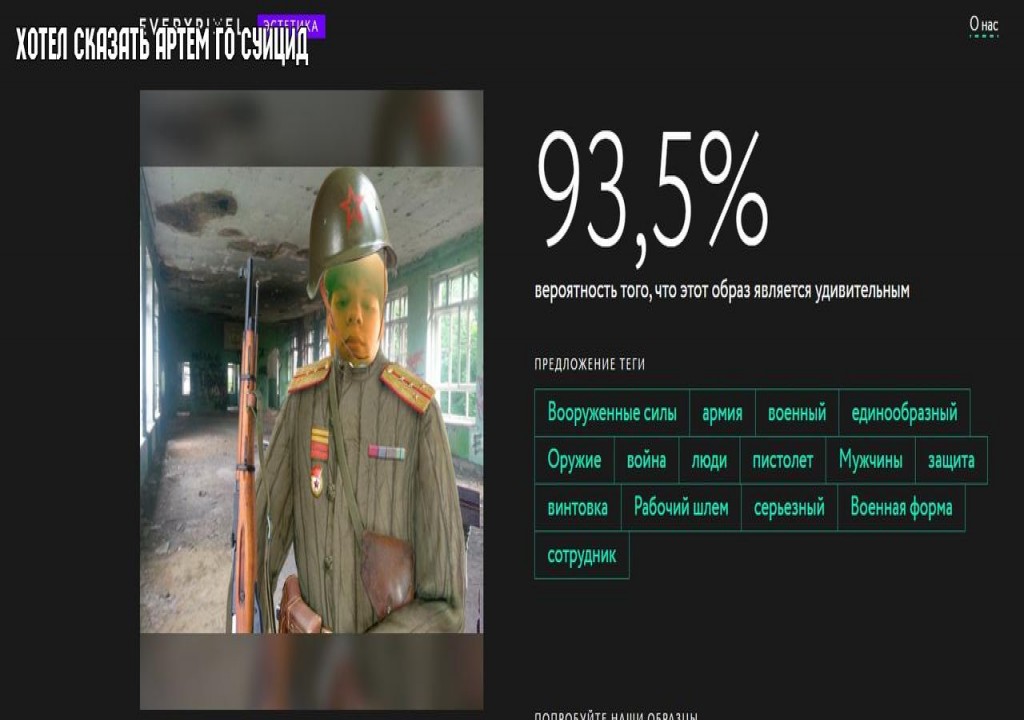 EVERYPIXEL ЭСТЕТИКА
О нас
ХОТЕЛ СКАЗАТЬ АРТЕМ ГО СУИЦИД
93,5%
вероятность того, что этот образ является удивительным
ПРЕДЛОЖЕНИЕ ТЕГИ
Вооруженные силы армия военный единообразный
Оружие война люди пистолет Мужчины защита
винтовка Рабочий шлем серьезный Военная форма
сотрудник
ПОПРОБУЙТЕ НАШИ ОБРАЗЦЫ